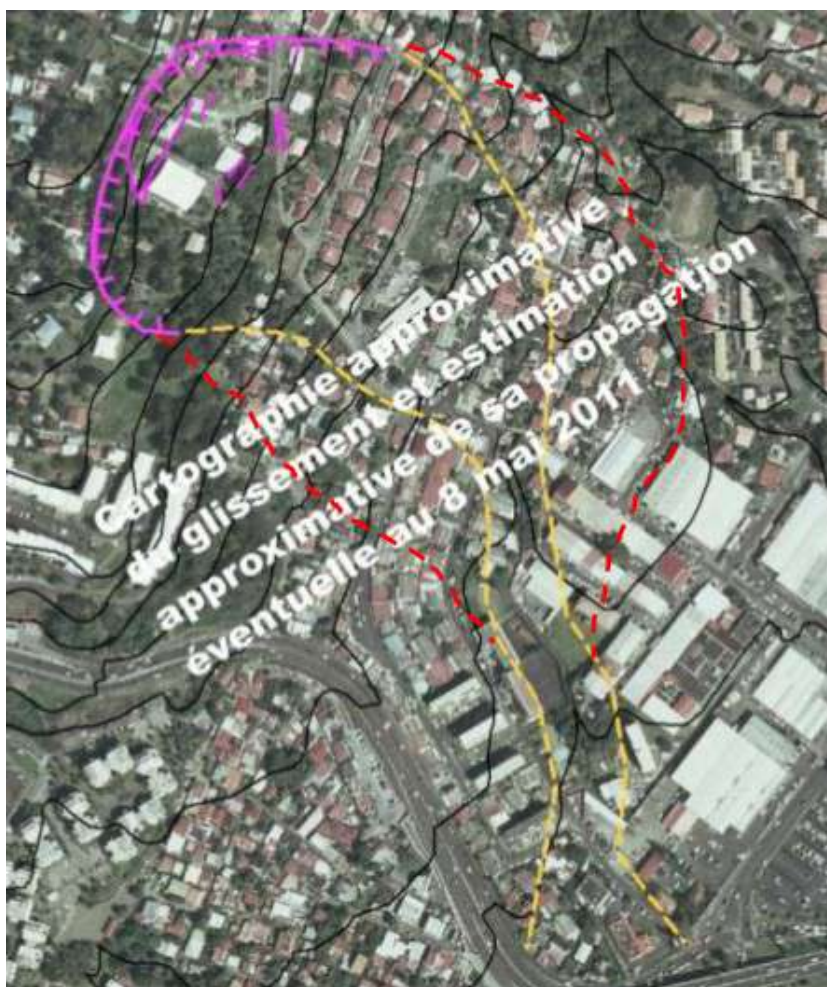 Cartographie approximative
du glissement et estimation
approximative de sa propagation
éventuelle au 8 mai 2011